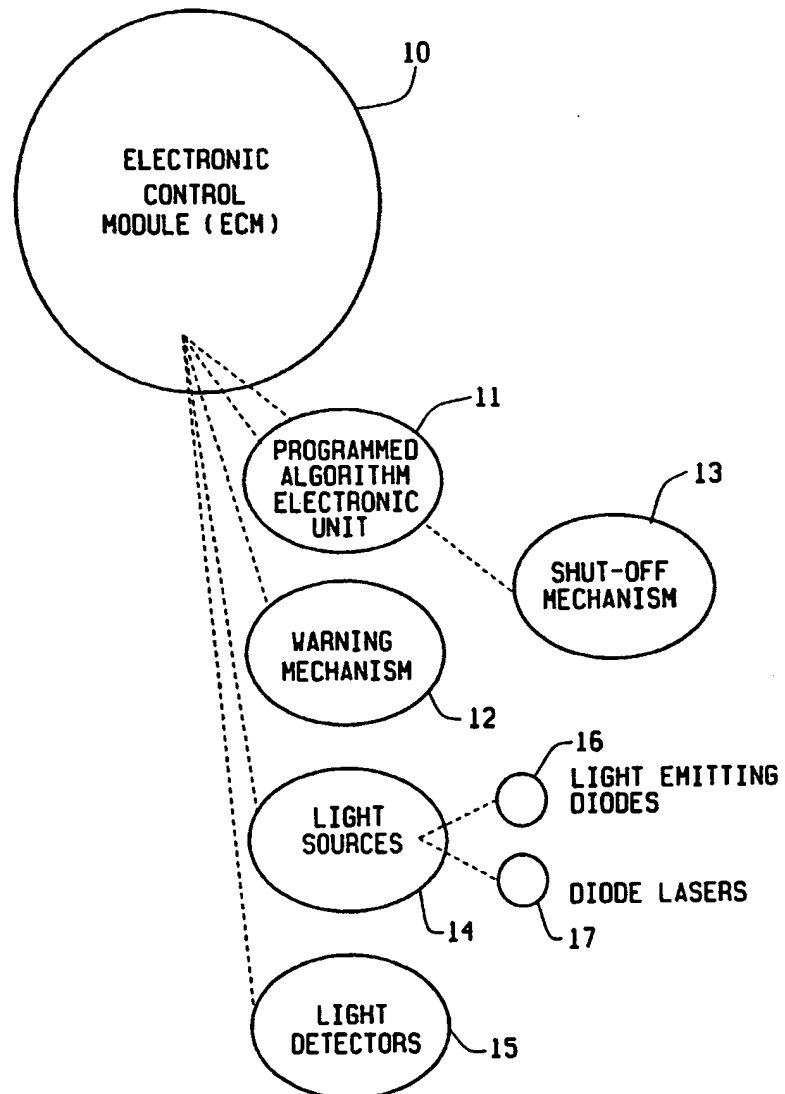 10
ELECTRONIC
CONTROL
MODULE (ECM)
11
PROGRAMMED
ALGORITHM
ELECTRONIC
UNIT
13
SHUT-OFF
MECHANISM
WARNING
MECHANISM
12
16
LIGHT EMITTING
DIODES
LIGHT
SOURCES
14
DIODE LASERS
17
LIGHT
DETECTORS
15